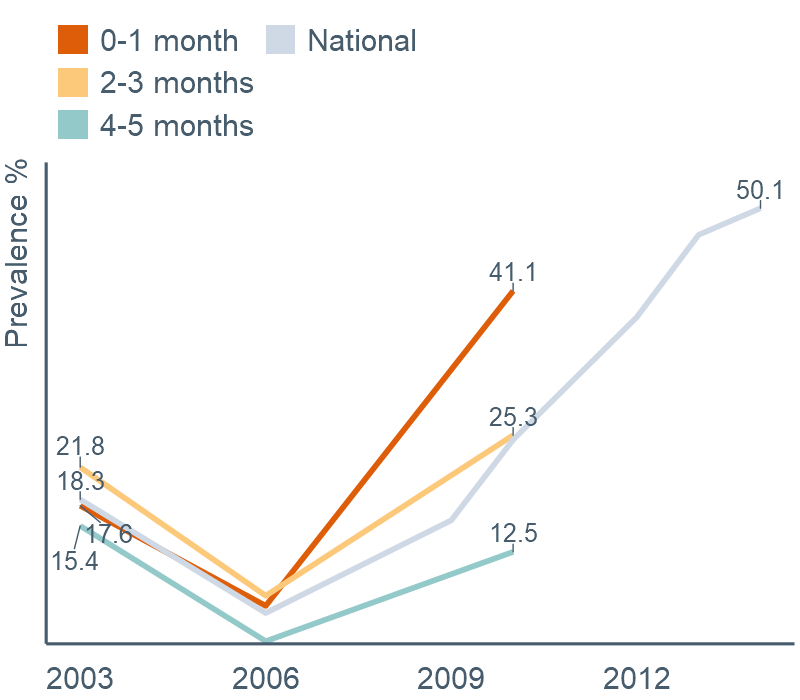 0-1 month National
2-3 months
4-5 months
Prevalence %
50.1
41.1
25.3
21.8
18.3
17.6
15.4
12.5
2003 2006 2009 2012